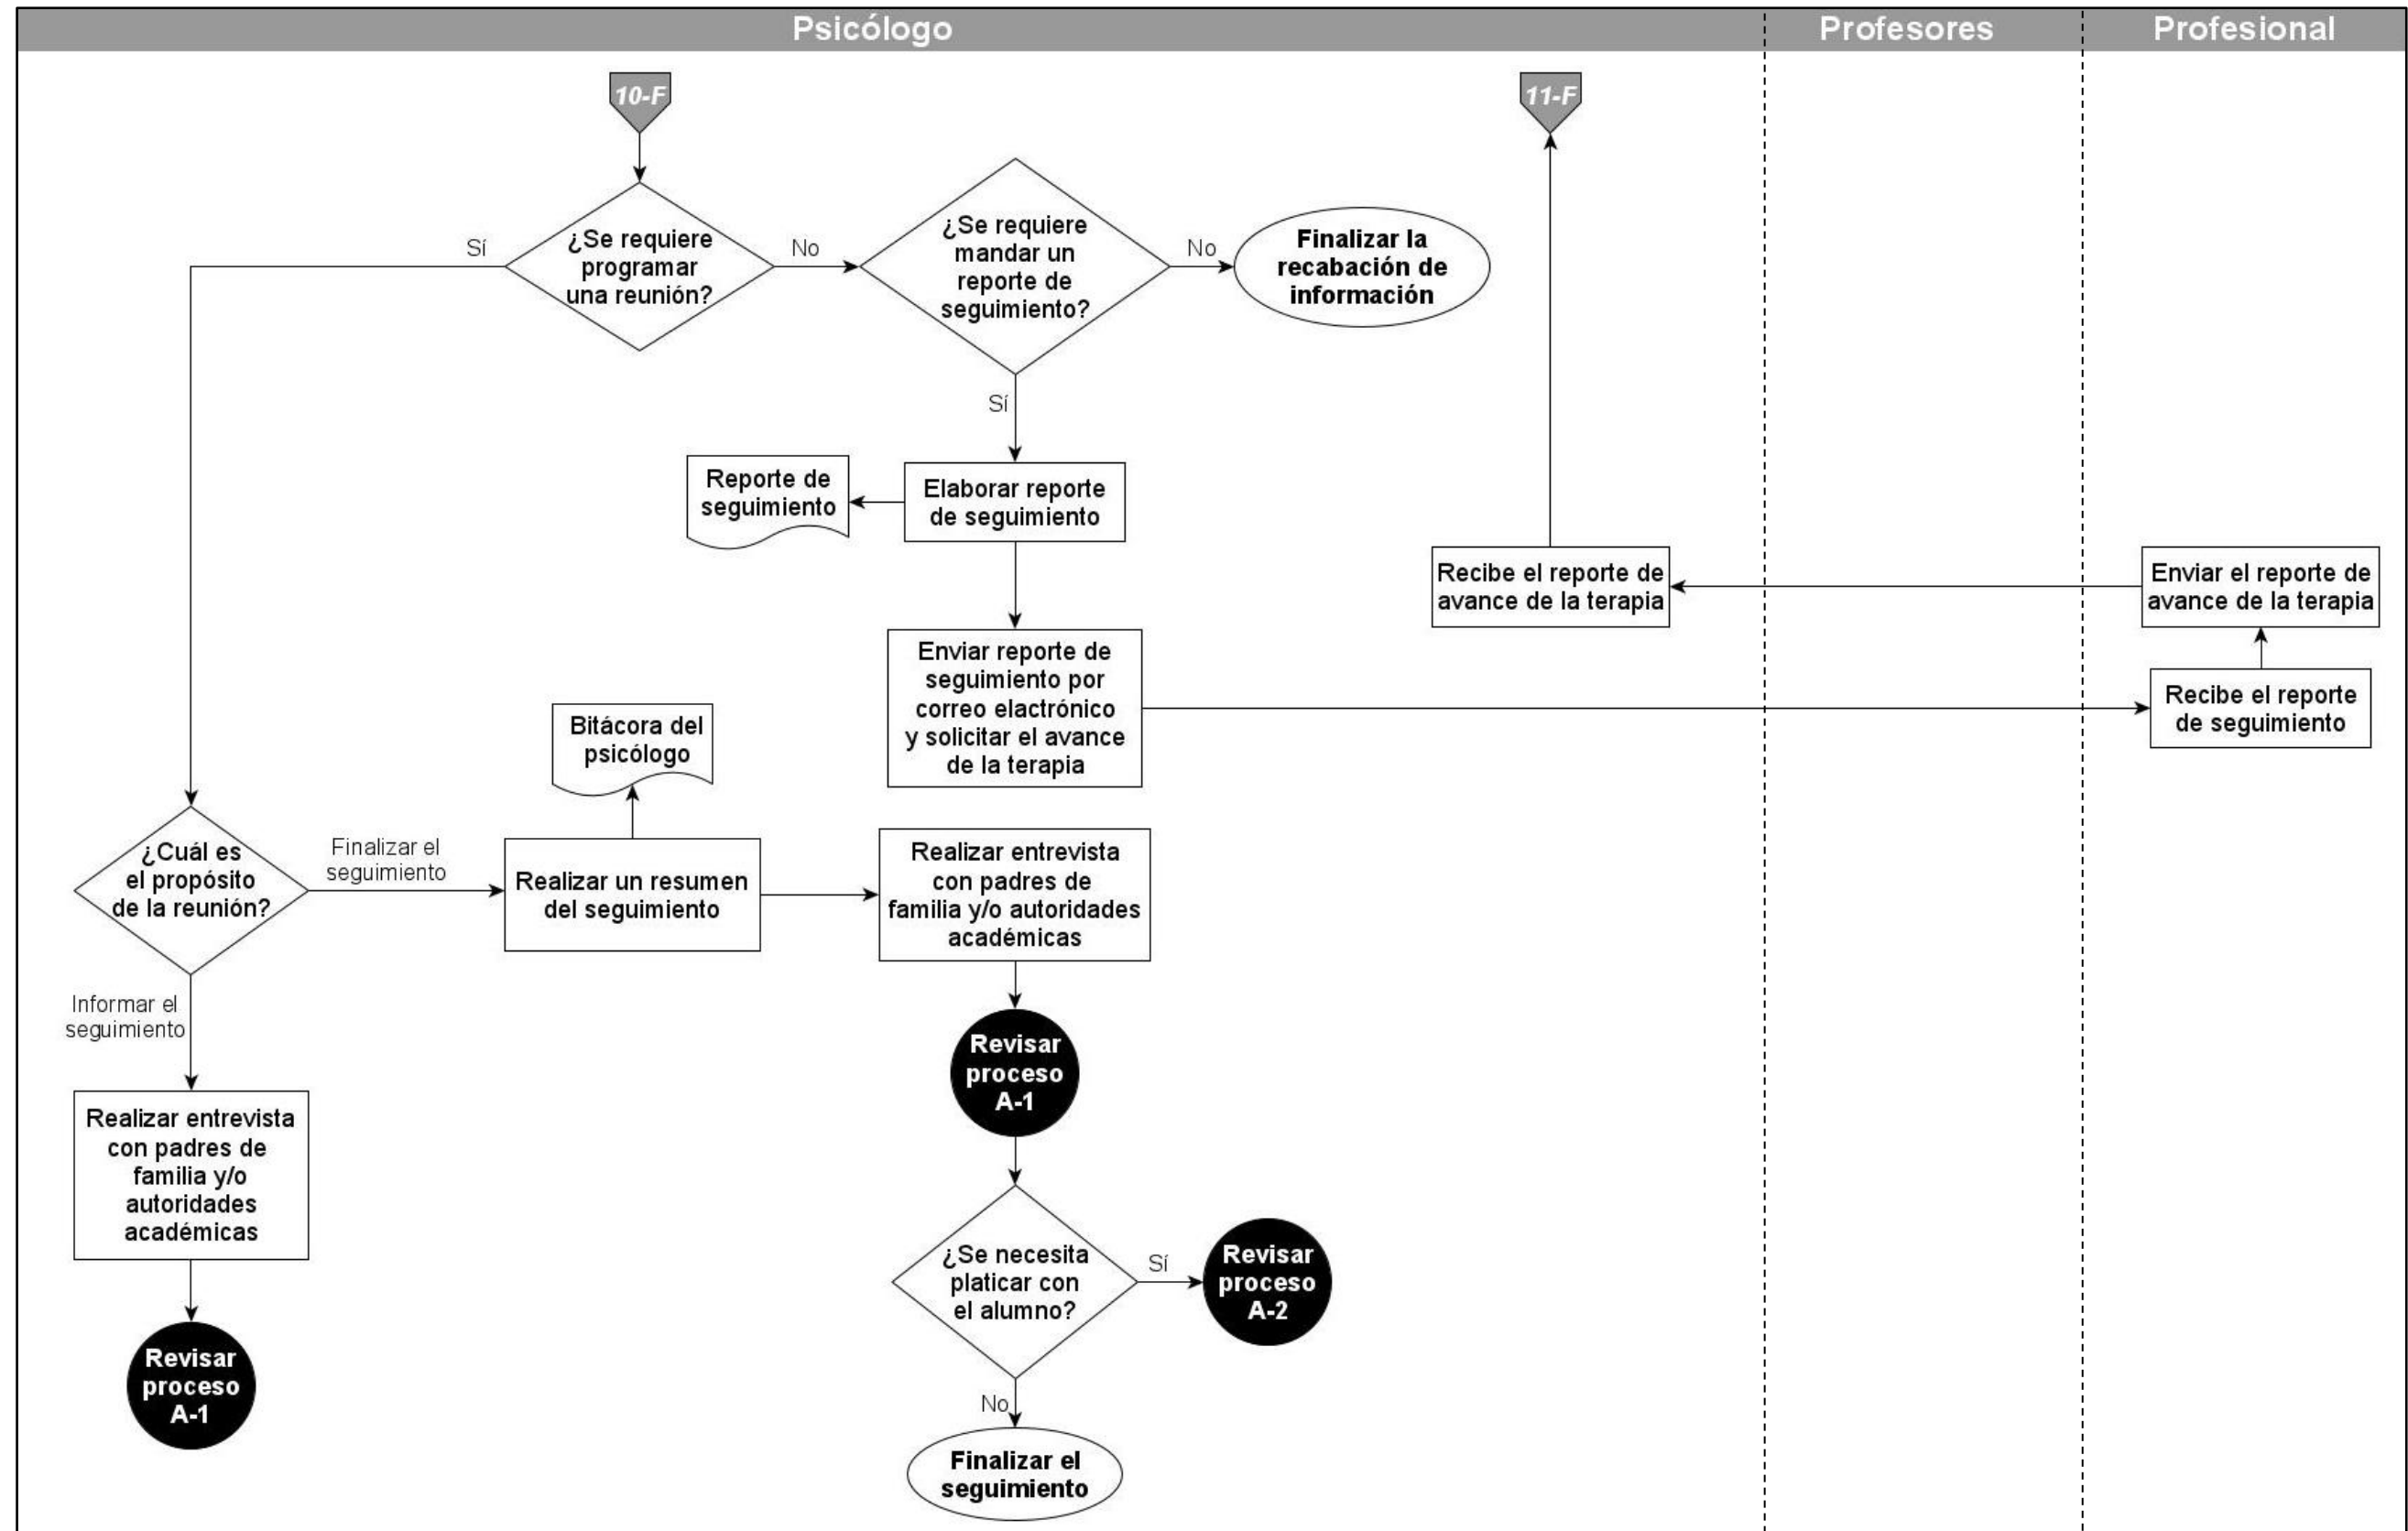 Psicólogo
Profesores
Profesional
10-F
11-F
¿Se requiere
programar
una reunión?
Sí
No
¿Se requiere
mandar un
reporte de
seguimiento?
No
Sí
Finalizar la
recabación de
información
Reporte de
seguimiento
Elaborar reporte
de seguimiento
Recibe el reporte de
avance de la terapia
Enviar el reporte de
avance de la terapia
Enviar reporte de
seguimiento por
correo elactrónico
y solicitar el avance
de la terapia
Recibe el reporte
de seguimiento
Bitácora del
psicólogo
¿Cuál es
el propósito
de la reunión?
Finalizar el
seguimiento
Realizar un resumen
del seguimiento
Realizar entrevista
con padres de
familia y/o autoridades
académicas
Informar el
seguimiento
Revisar
proceso
A-1
Realizar entrevista
con padres de
familia y/o
autoridades
académicas
¿Se necesita
platicar con
el alumno?
Sí
Revisar
proceso
A-2
Revisar
proceso
A-1
No
Finalizar el
seguimiento